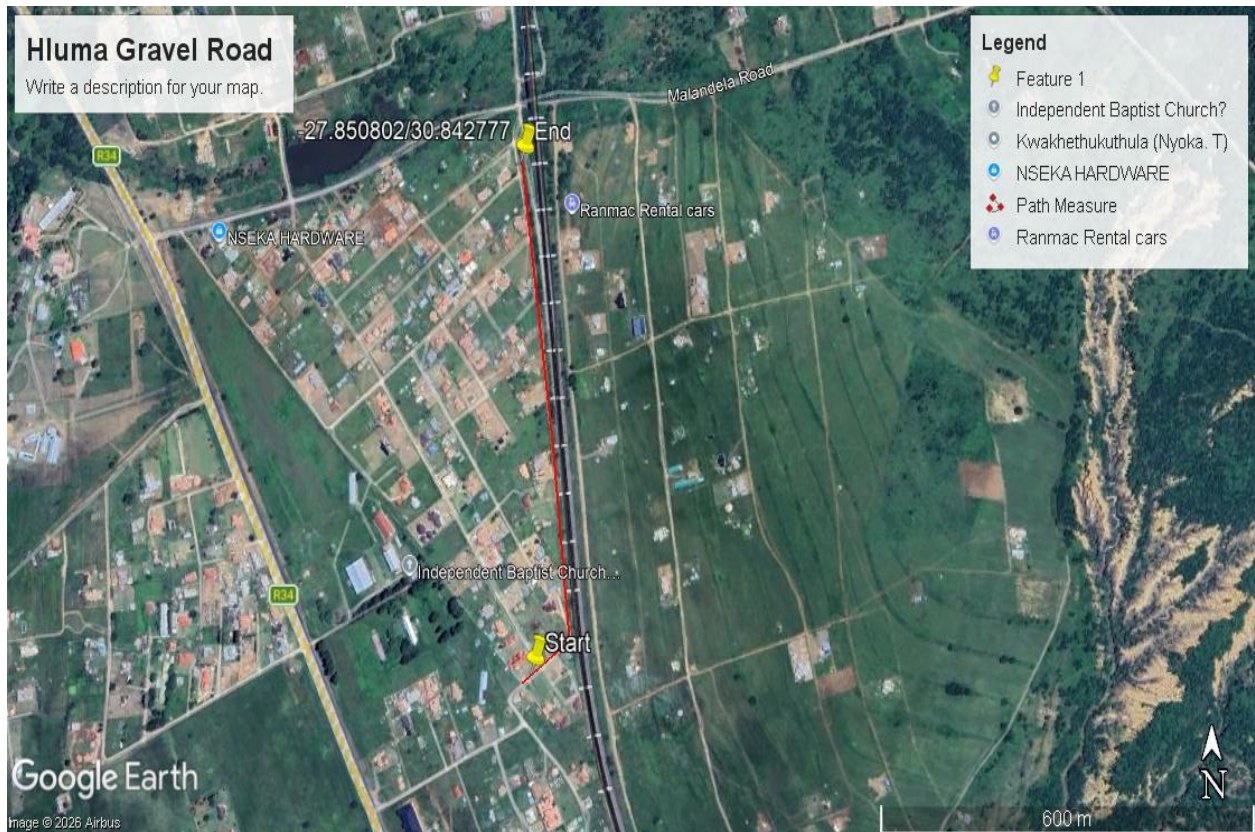 Hluma Gravel Road
Write a description for your map.
Legend
Feature 1
Independent Baptist Church?
Kwakhethukuthula (Nyoka. T)
NSEKA HARDWARE
Path Measure
Ranmac Rental cars
Malandela Road
-27.850802/30.842777
End
R34
Ranmac Rental cars
NSEKA HARDWARE
Independent Baptist Church...
R34
Start
Google Earth
Image © 2026 Airbus
600 m
N